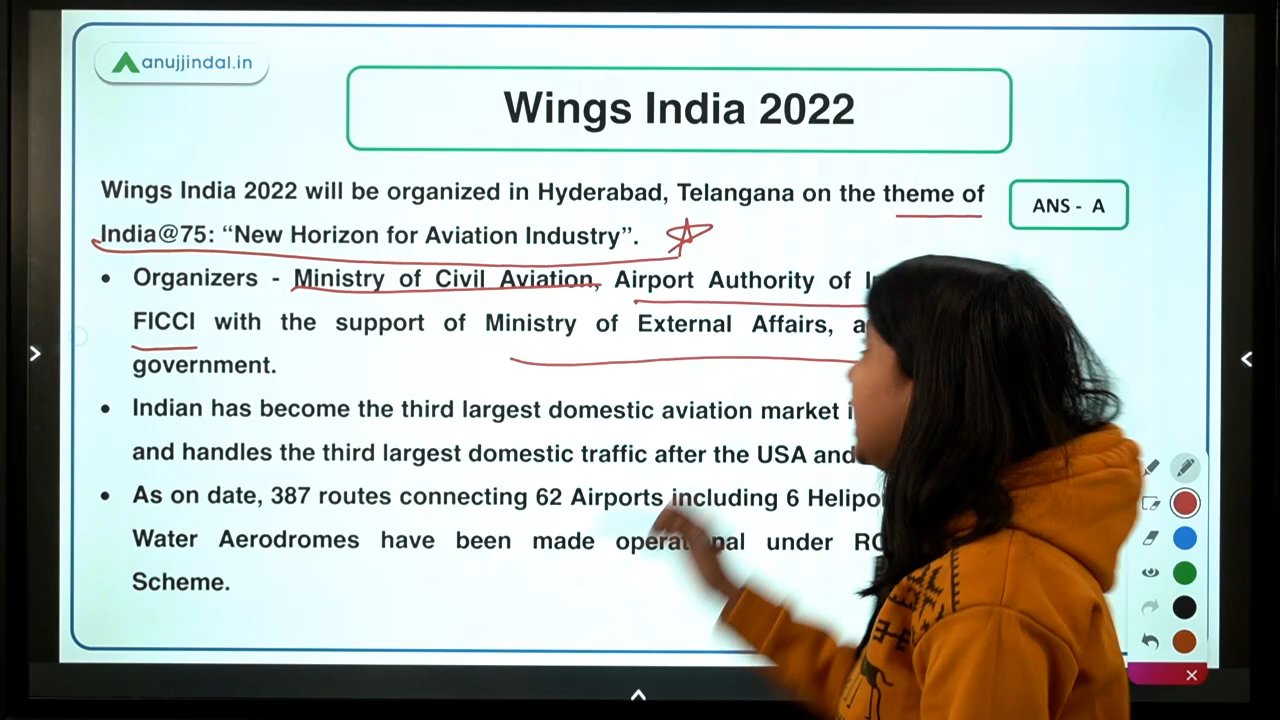 anujjindal.in
Wings India 2022
Wings India 2022 will be organized in Hyderabad, Telangana on the theme of
India@75: “New Horizon for Aviation Industry”.
ANS - A
Organizers - Ministry of Civil Aviation, Airport Authority of
FICCI with the support of Ministry of External Affairs,
government.
Indian has become the third largest domestic aviation market
and handles the third largest domestic traffic after the USA and
As on date, 387 routes connecting 62 Airports including 6
Water Aerodromes have been made operational under
Scheme.